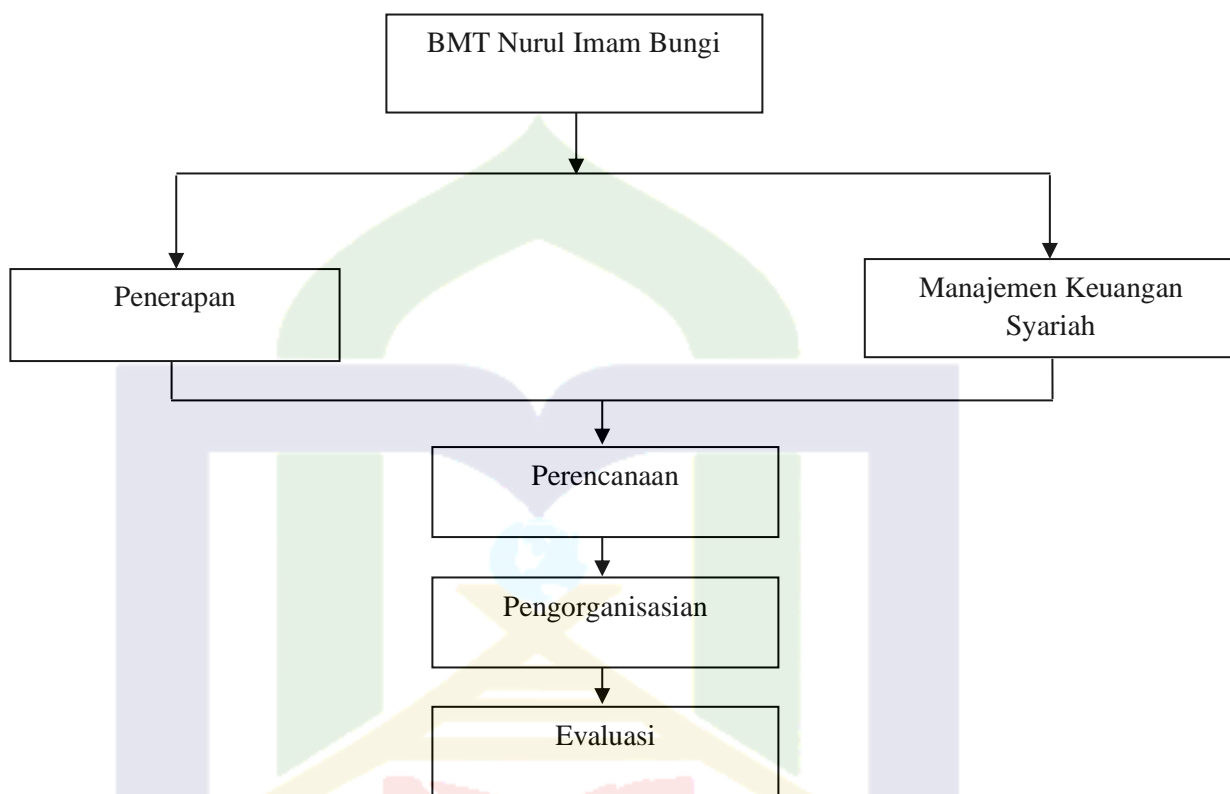 BMT Nurul Imam Bungi
Penerapan
Manajemen Keuangan
Syariah
Perencanaan
Pengorganisasian
Evaluasi